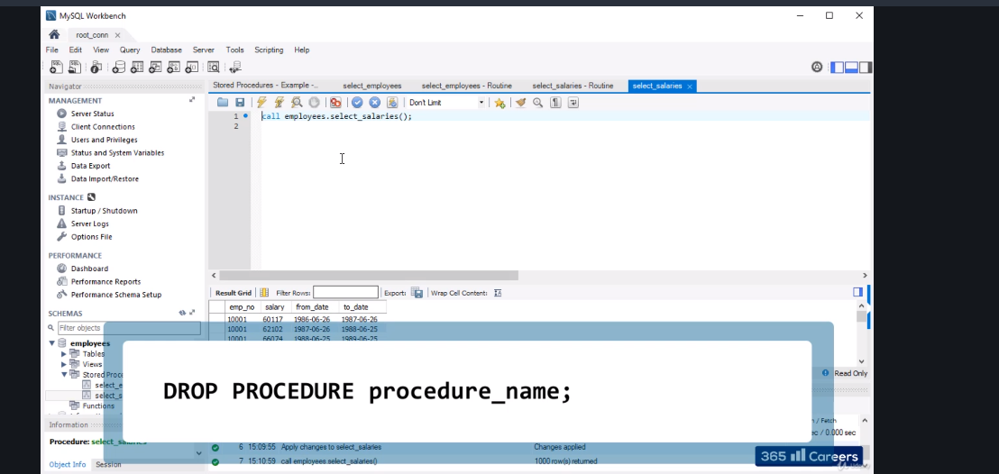 MySQL Workbench
root_conn
File Edit View Query Database Server Tools Scripting Help
Navigator
Stored Procedures - Example -... select_employees select_employees - Routine select_salaries - Routine select_salaries
MANAGEMENT
Server Status
Client Connections
Users and Privileges
Status and System Variables
Data Export
Data Import/Restore
INSTANCE
Startup / Shutdown
Server Logs
Options File
PERFORMANCE
Dashboard
Performance Reports
Performance Schema Setup
SCHEMAS
Filter objects
employees
Tables
Views
Stored Proce
select_e
select_s
Functions
Don't Limit
1 call employees.select_salaries();
2
Result Grid Filter Rows: Export: Wrap Cell Content:
emp_no salary from_date to_date
10001 60117 1986-06-26 1987-06-26
10001 62102 1987-06-26 1988-06-25
10001 66074 1988-06-25 1989-06-25
Read Only
DROP PROCEDURE procedure_name;
Information
Procedure: select_salaries
Object Info Session
/ Fetch
sec / 0.000 sec
6 15:09:55 Apply changes to select_salaries Changes applied
7 15:10:59 call employees.select_salaries() 1000 row(s) returned
365 Careers